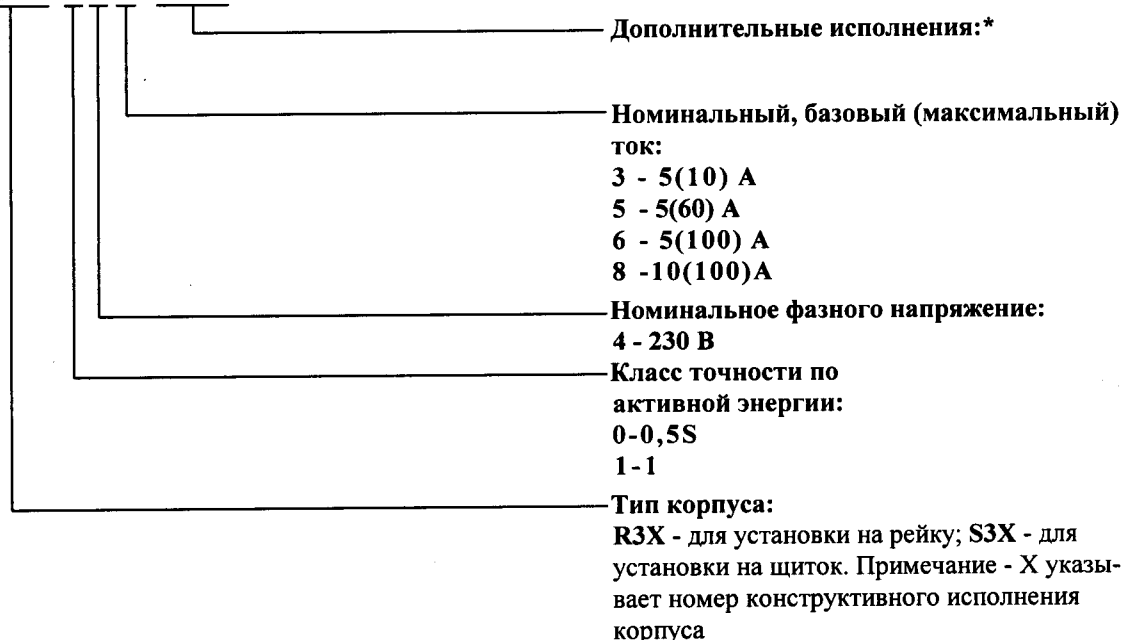 Дополнительные исполнения:*
Номинальный, базовый (максимальный)
ток:
3 - 5(10) А
5 - 5(60) А
6 - 5(100) А
8 -10(100)А
Номинальное фазного напряжение:
4 - 230 В
Класс точности по
активной энергии:
0-0,5S
1-1
Тип корпуса:
R3X - для установки на рейку; S3X - для
установки на щиток. Примечание - X указы-
вает номер конструктивного исполнения
корпуса